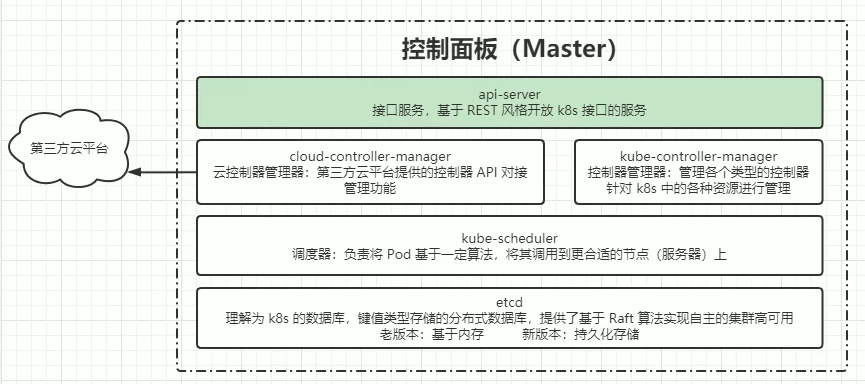 控制面板（Master）
api-server
接口服务，基于 REST 风格开放 k8s 接口的服务
第三方云平台
cloud-controller-manager
云控制器管理器：第三方云平台提供的控制器 API 对接
管理功能
kube-controller-manager
控制器管理器：管理各个类型的控制器
针对 k8s 中的各种资源进行管理
kube-scheduler
调度器：负责将 Pod 基于一定算法，将其调用到更合适的节点（服务器）上
etcd
理解为 k8s 的数据库，键值类型存储的分布式数据库，提供了基于 Raft 算法实现自主的集群高可用
老版本：基于内存 新版本：持久化存储